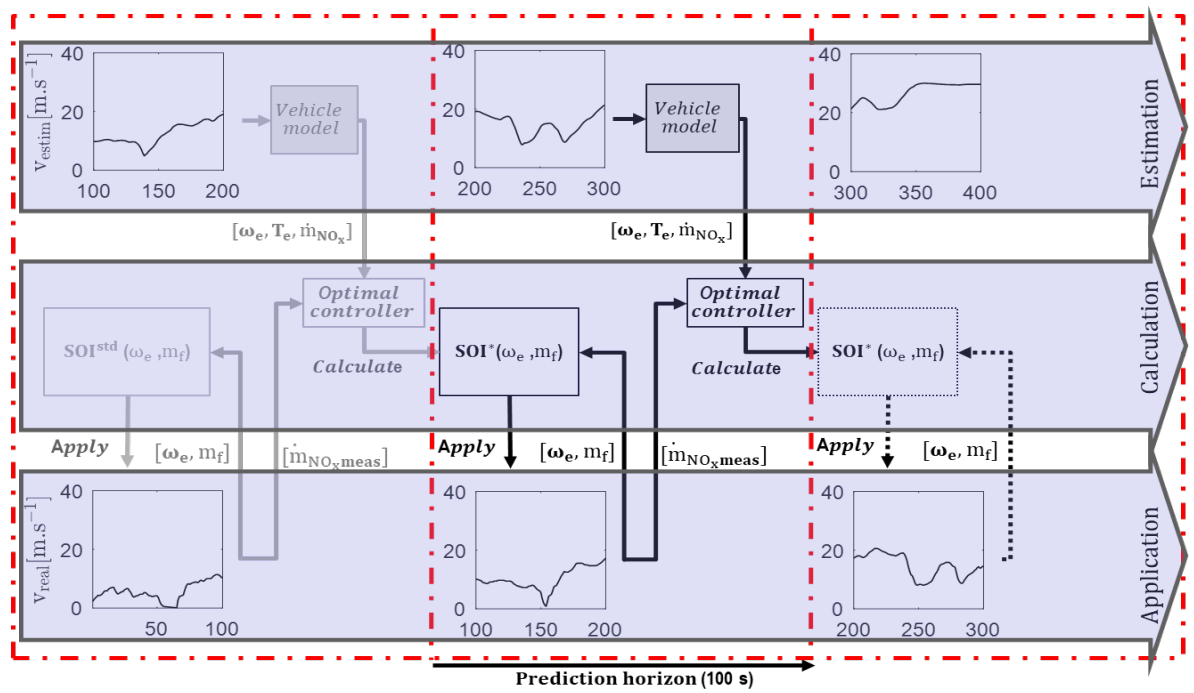 40
20
0
v_estim[m.s⁻¹]
100 150 200
Vehicle
model
40
20
0
200 250 300
Vehicle
model
40
20
0
300 350 400
Estimation
[ω_e, T_e, ṁ_NOₓ]
[ω_e, T_e, ṁ_NOₓ]
SOI^std (ω_e ,m_f)
Optimal
controller
Calculate
SOI^*(ω_e ,m_f)
Optimal
controller
Calculate
SOI^* (ω_e ,m_f)
Calculation
Apply
[ω_e, m_f]
[ṁ_NOₓmeas]
Apply
[ω_e, m_f]
[ṁ_NOₓmeas]
Apply
[ω_e, m_f]
40
20
0
v_real[m.s⁻¹]
50 100
40
20
0
100 150 200
40
20
0
200 250 300
Application
Prediction horizon (100 s)